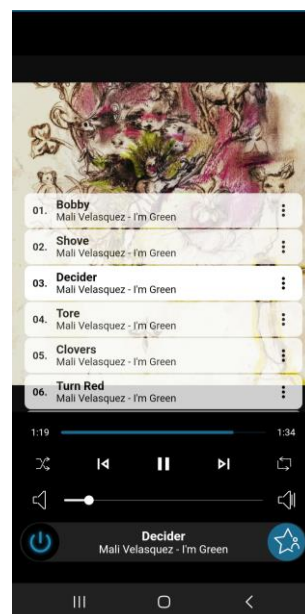 01. Bobby
Mali Velasquez - I'm Green
02. Shove
Mali Velasquez - I'm Green
03. Decider
Mali Velasquez - I'm Green
04. Tore
Mali Velasquez - I'm Green
05. Clovers
Mali Velasquez - I'm Green
06. Turn Red
Mali Velasquez - I'm Green
1:19 1:34
Decider
Mali Velasquez - I'm Green